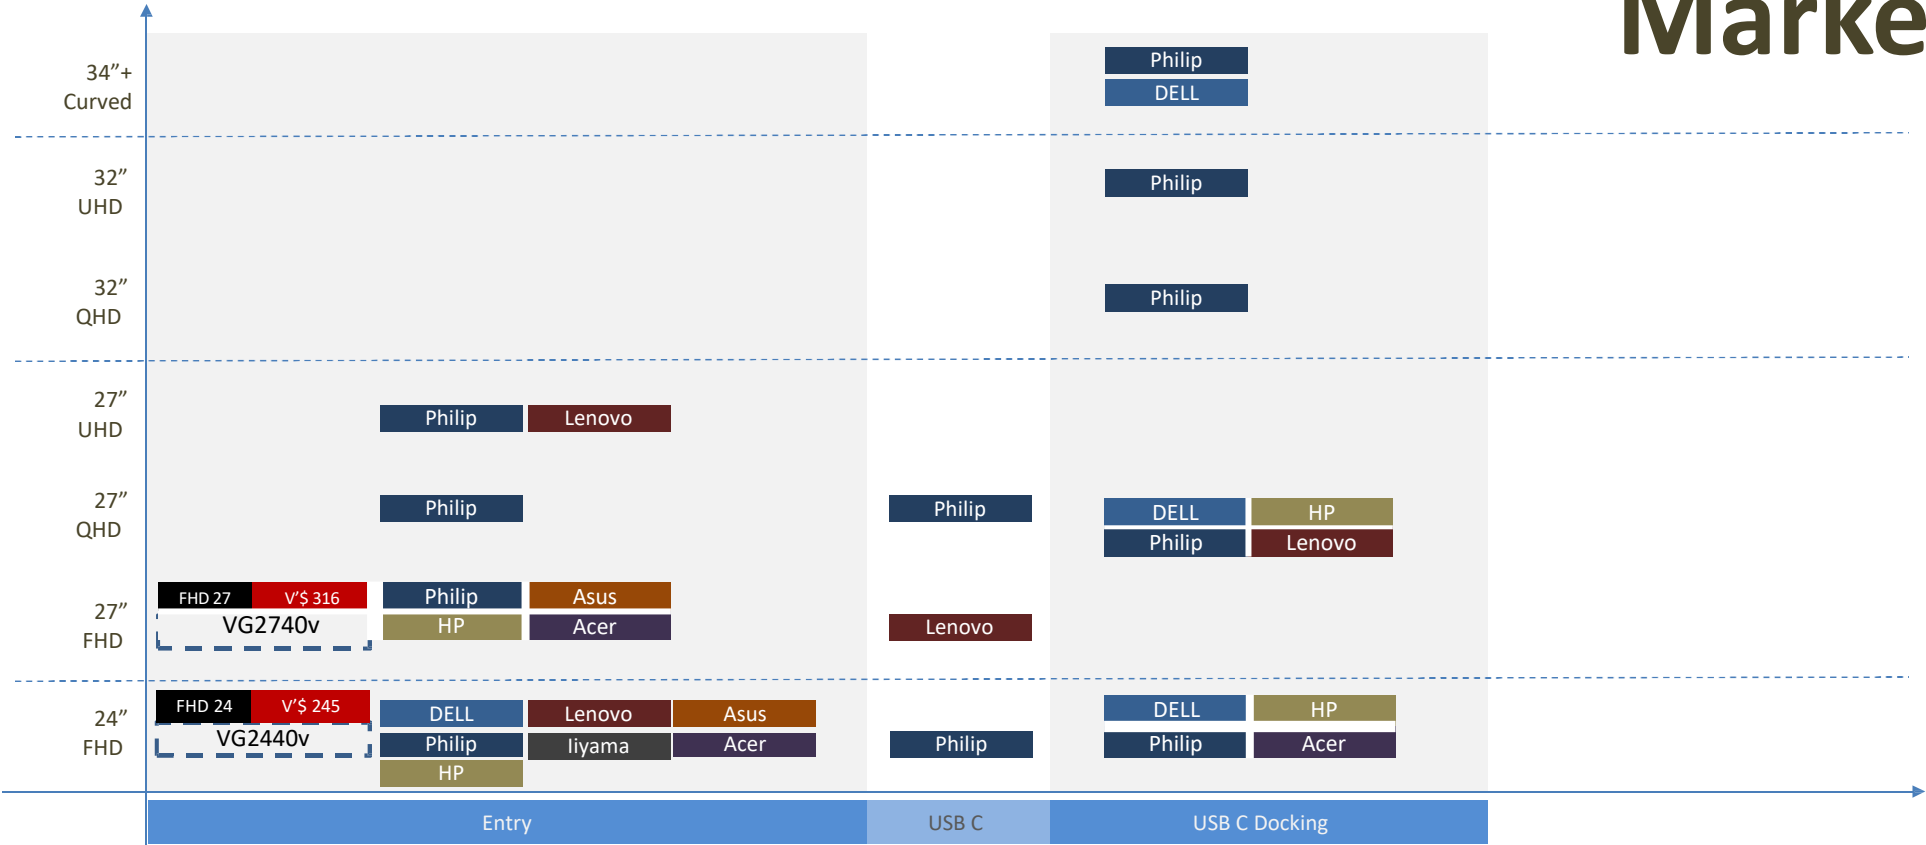 Marke
34”+
Curved
Philip
DELL
32”
UHD
Philip
32”
QHD
Philip
27”
UHD
Philip Lenovo
27”
QHD
Philip
Philip
DELL HP
Philip Lenovo
27”
FHD
FHD 27 V’$ 316
VG2740v
Philip Asus
HP Acer
Lenovo
24”
FHD
FHD 24 V’$ 245
VG2440v
DELL Lenovo Asus
Philip Iiyama Acer
HP
Philip
DELL HP
Philip Acer
Entry USB C USB C Docking